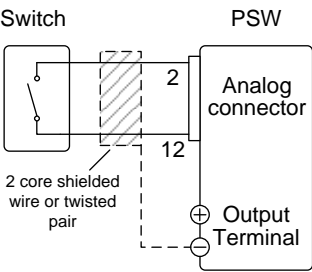 Switch
PSW
2
Analog
connector
12
2 core shielded
wire or twisted
pair
Output
Terminal